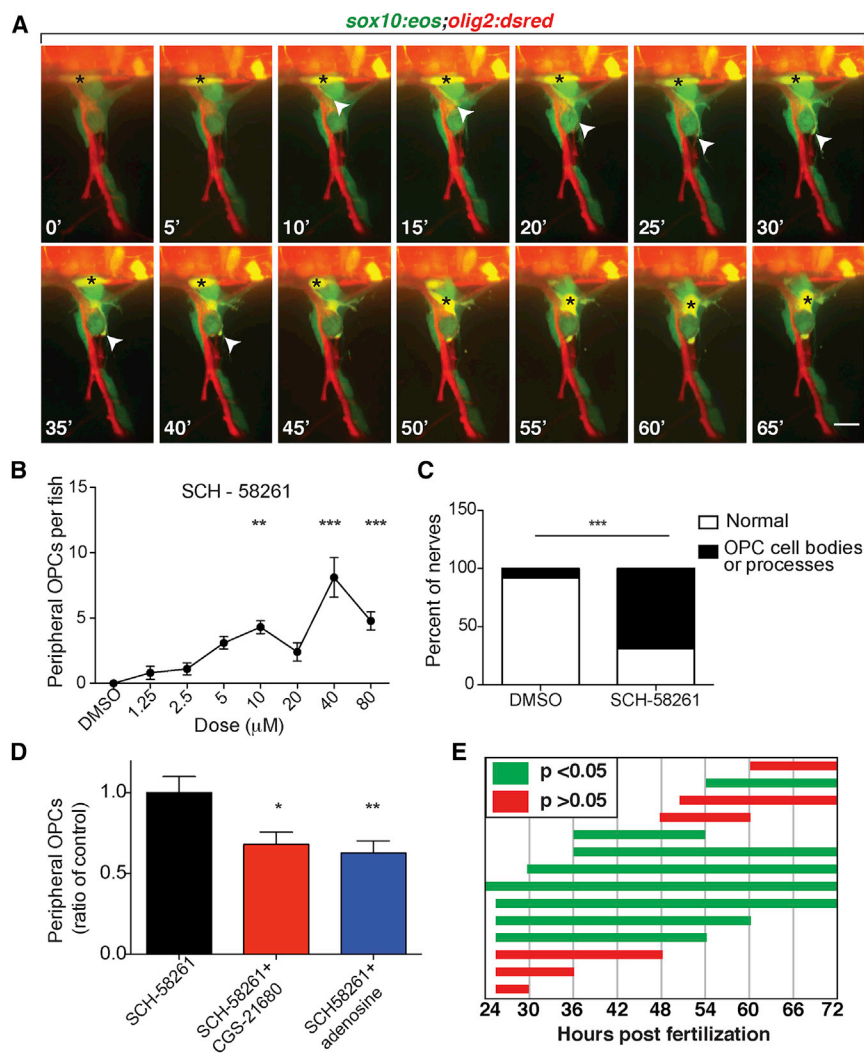 A
sox10:eos;olig2:dsred
* * * * * * *
0’ 5’ 10’ 15’ 20’ 25’ 30’
* * * * * * *
35’ 40’ 45’ 50’ 55’ 60’ 65’
B
SCH - 58261
Peripheral OPCs per fish
15
10
5
0
** *** ***
DMSO 1.25 2.5 5 10 20 40 80
Dose (μM)
C
Percent of nerves
150
100
50
0
***
Normal
OPC cell bodies
or processes
DMSO SCH-58261
D
Peripheral OPCs
(ratio of control)
1.0
0.5
0.0
* **
SCH-58261
SCH-58261+
CGS-21680
SCH58261+
adenosine
E
p <0.05
p >0.05
24 30 36 42 48 54 60 66 72
Hours post fertilization